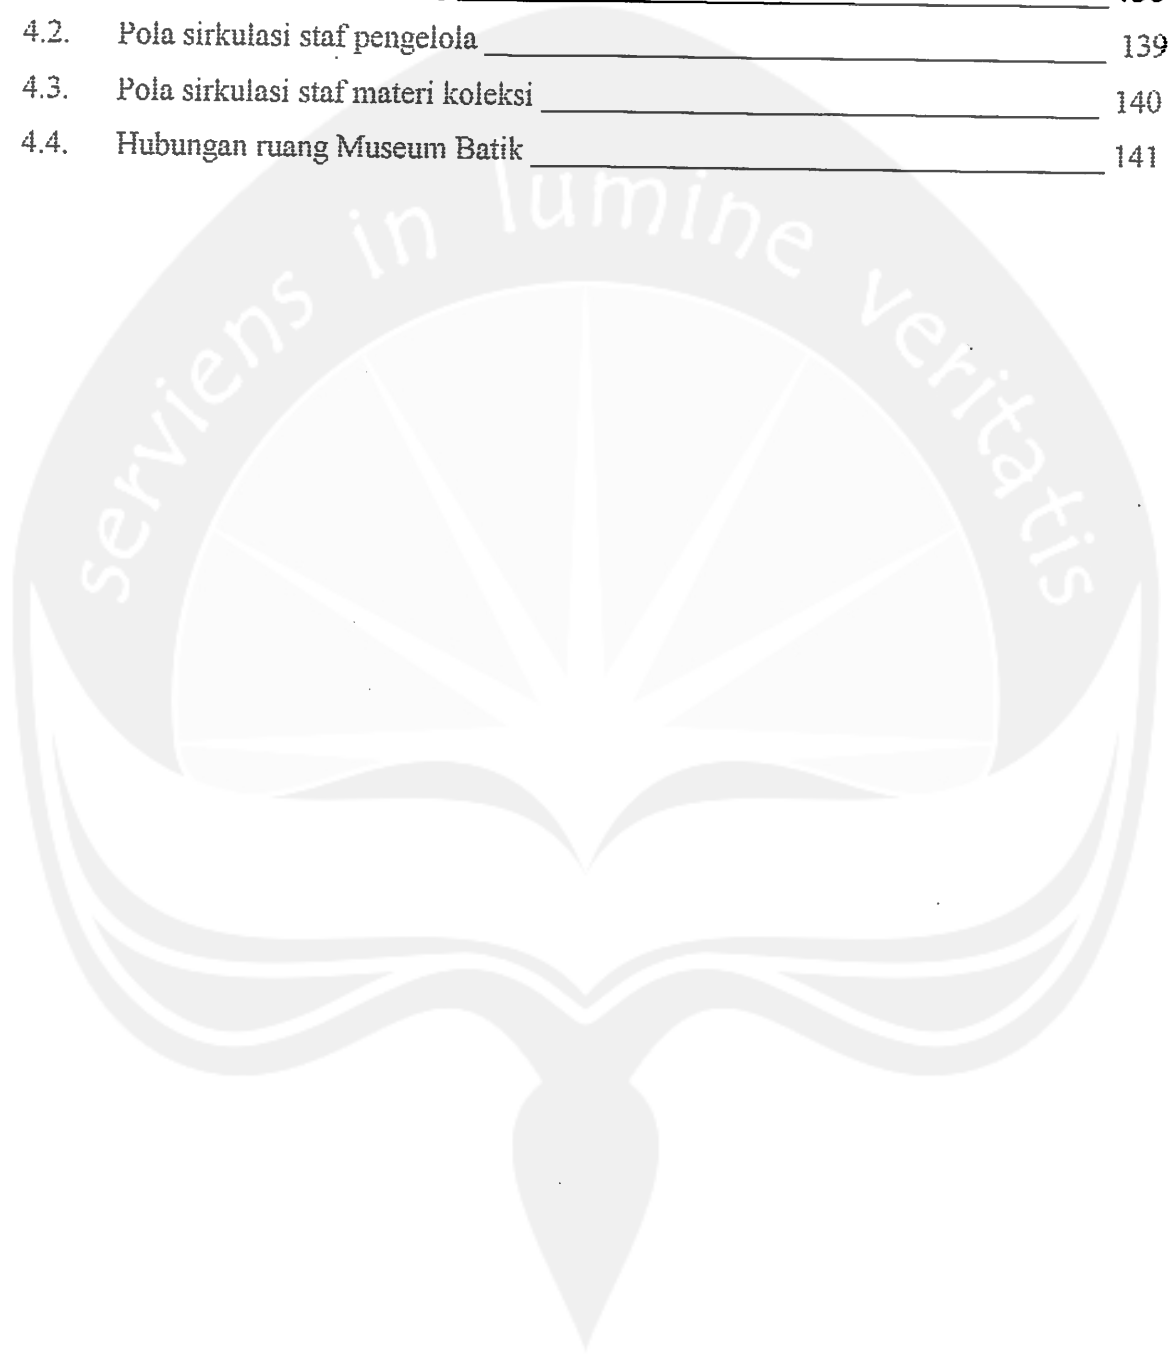 4.2. Pola sirkulasi staf pengelola 139
4.3. Pola sirkulasi staf materi koleksi 140
4.4. Hubungan ruang Museum Batik 141
serviens in lumine veritatis